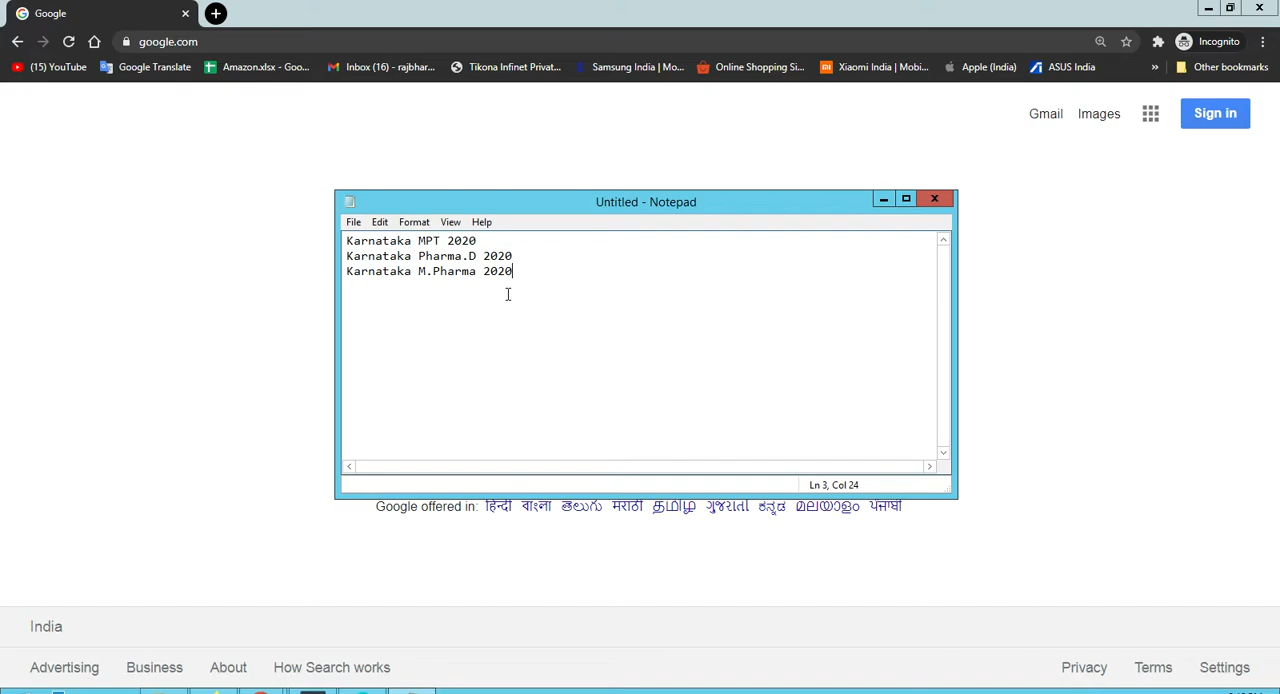 Google
google.com
Incognito
(15) YouTube
Google Translate
Amazon.xlsx - Goo...
Inbox (16) - rajbhar...
Tikona Infinet Privat...
Samsung India | Mo...
Online Shopping Si...
Xiaomi India | Mobi...
Apple (India)
ASUS India
»
Other bookmarks
Gmail Images
Sign in
Untitled - Notepad
File Edit Format View Help
Karnataka MPT 2020
Karnataka Pharma.D 2020
Karnataka M.Pharma 2020
Ln 3, Col 24
Google offered in: हिन्दी বাংলা తెలుగు मराठी தமிழ் ગુજરાતી ಕನ್ನಡ മലയാളം ਪੰਜਾਬੀ
India
Advertising Business About How Search works
Privacy Terms Settings